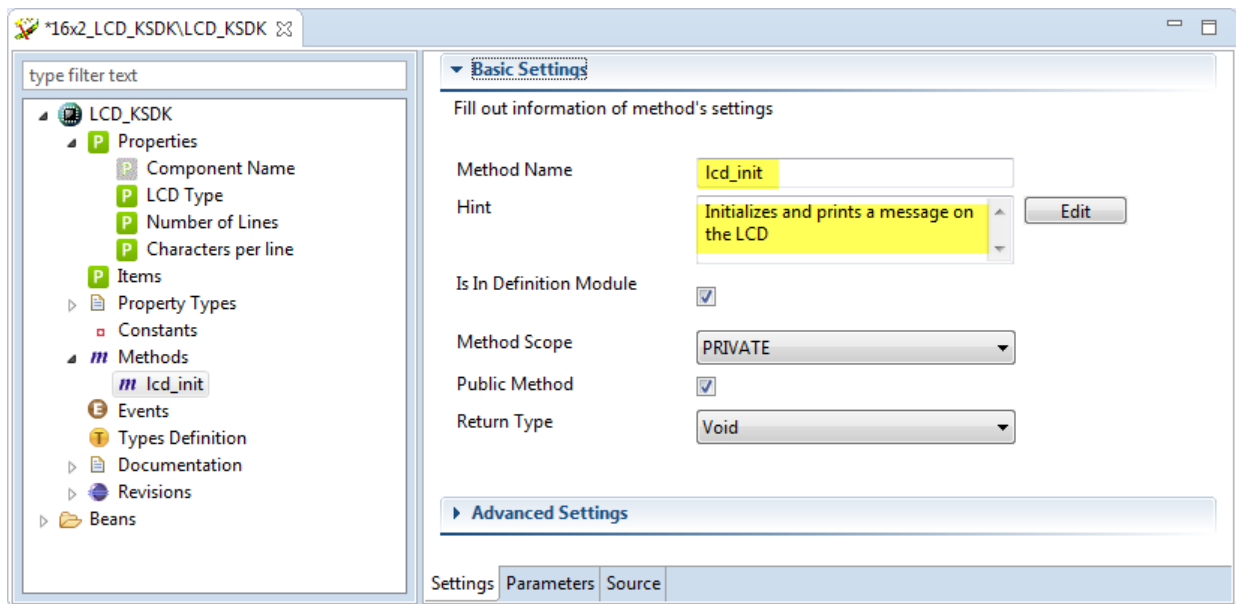 *16x2_LCD_KSDK\LCD_KSDK
type filter text
LCD_KSDK
P Properties
P Component Name
P LCD Type
P Number of Lines
P Characters per line
P Items
Property Types
Constants
m Methods
m lcd_init
E Events
T Types Definition
Documentation
Revisions
Beans
Basic Settings
Fill out information of method's settings
Method Name lcd_init
Hint Initializes and prints a message on Edit
the LCD
Is In Definition Module
Method Scope PRIVATE
Public Method
Return Type Void
Advanced Settings
Settings Parameters Source